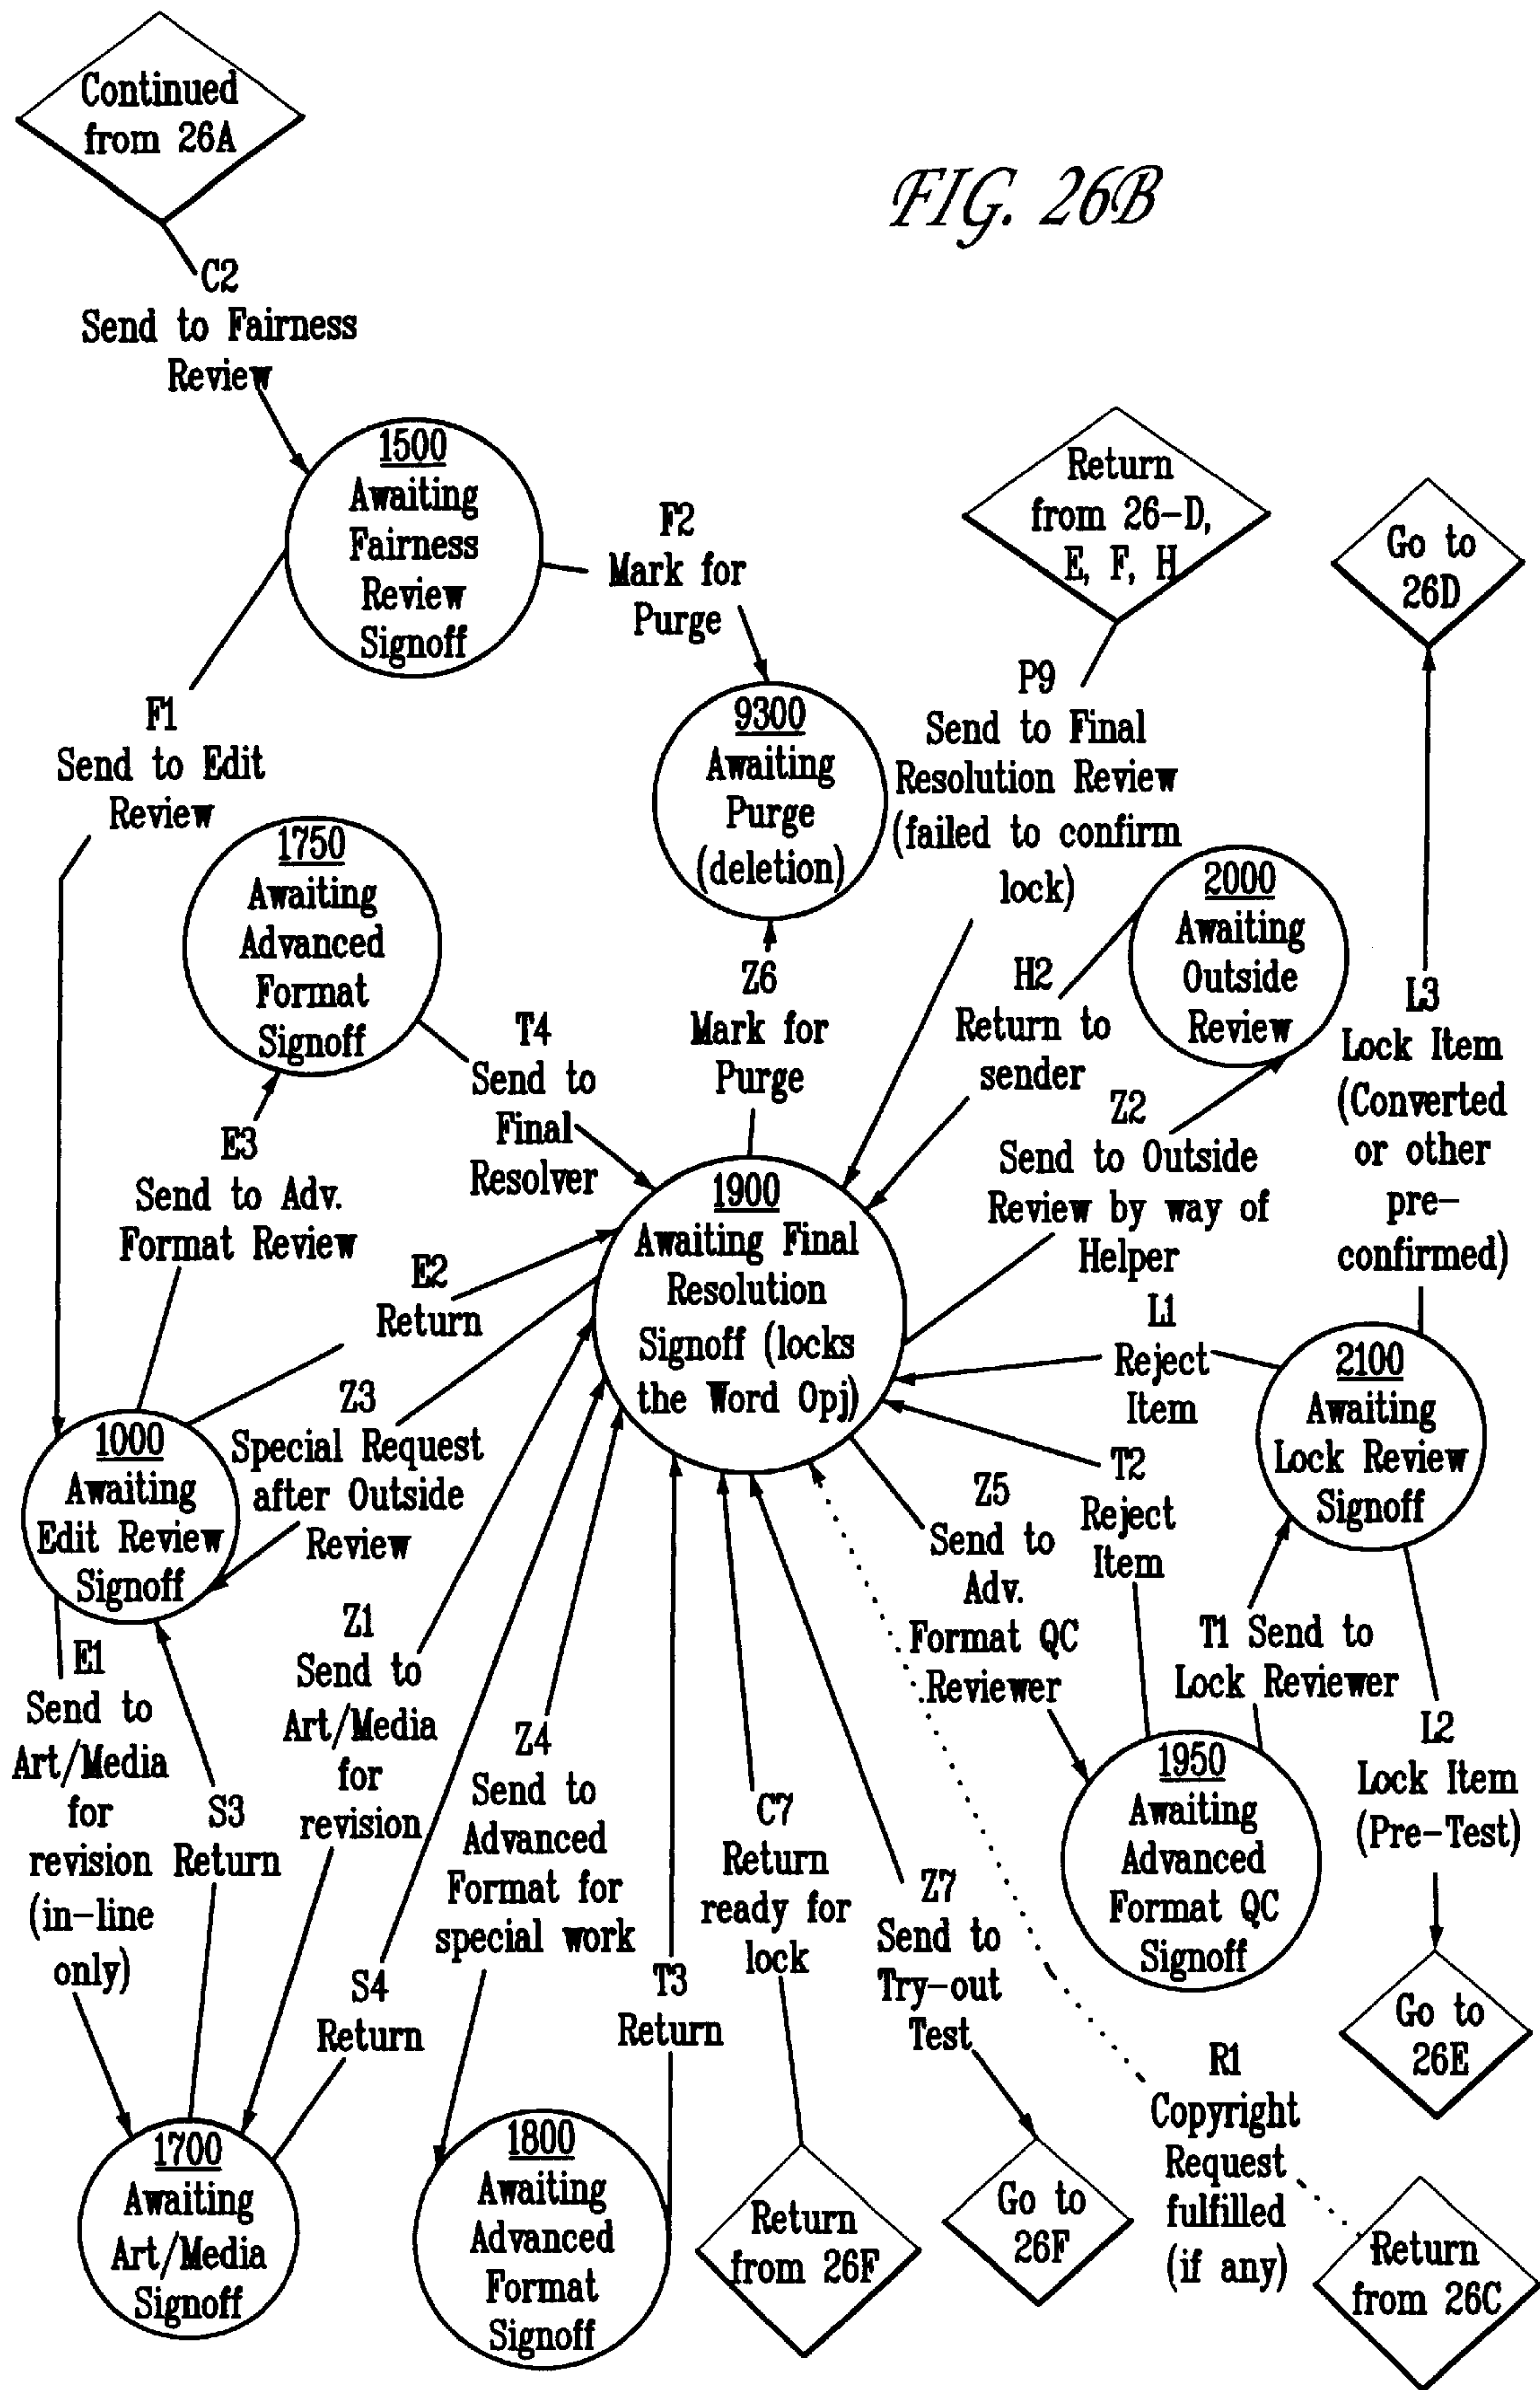 Continued
from 26A
FIG. 26B
C2
Send to Fairness
Review
1500
Awaiting
Fairness
Review
Signoff
F2
Mark for
Purge
Return
from 26-D,
E, F, H
Go to
26D
F1
Send to Edit
Review
9300
Awaiting
Purge
(deletion)
P9
Send to Final
Resolution Review
(failed to confirm
lock)
1750
Awaiting
Advanced
Format
Signoff
2000
Awaiting
Outside
Review
T4
Send to
Final
Resolver
Z6
Mark for
Purge
H2
Return to
sender
L3
Lock Item
(Converted
or other
pre-
confirmed)
E3
Send to Adv.
Format Review
Z2
Send to Outside
Review by way of
Helper
1900
Awaiting Final
Resolution
Signoff (locks
the Word Opj)
E2
Return
L1
Reject
Item
2100
Awaiting
Lock Review
Signoff
1000
Awaiting
Edit Review
Signoff
Z3
Special Request
after Outside
Review
Z5
Send to
Adv.
Format QC
Reviewer
T2
Reject
Item
T1 Send to
Lock Reviewer
E1
Send to
Art/Media
for
revision
(in-line
only)
S3
Return
Z1
Send to
Art/Media
for
revision
Z4
Send to
Advanced
Format for
special work
C7
Return
ready for
lock
Z7
Send to
Try-out
Test
1950
Awaiting
Advanced
Format QC
Signoff
L2
Lock Item
(Pre-Test)
S4
Return
T3
Return
R1
Copyright
Request
fulfilled
(if any)
Go to
26E
1700
Awaiting
Art/Media
Signoff
1800
Awaiting
Advanced
Format
Signoff
Return
from 26F
Go to
26F
Return
from 26C